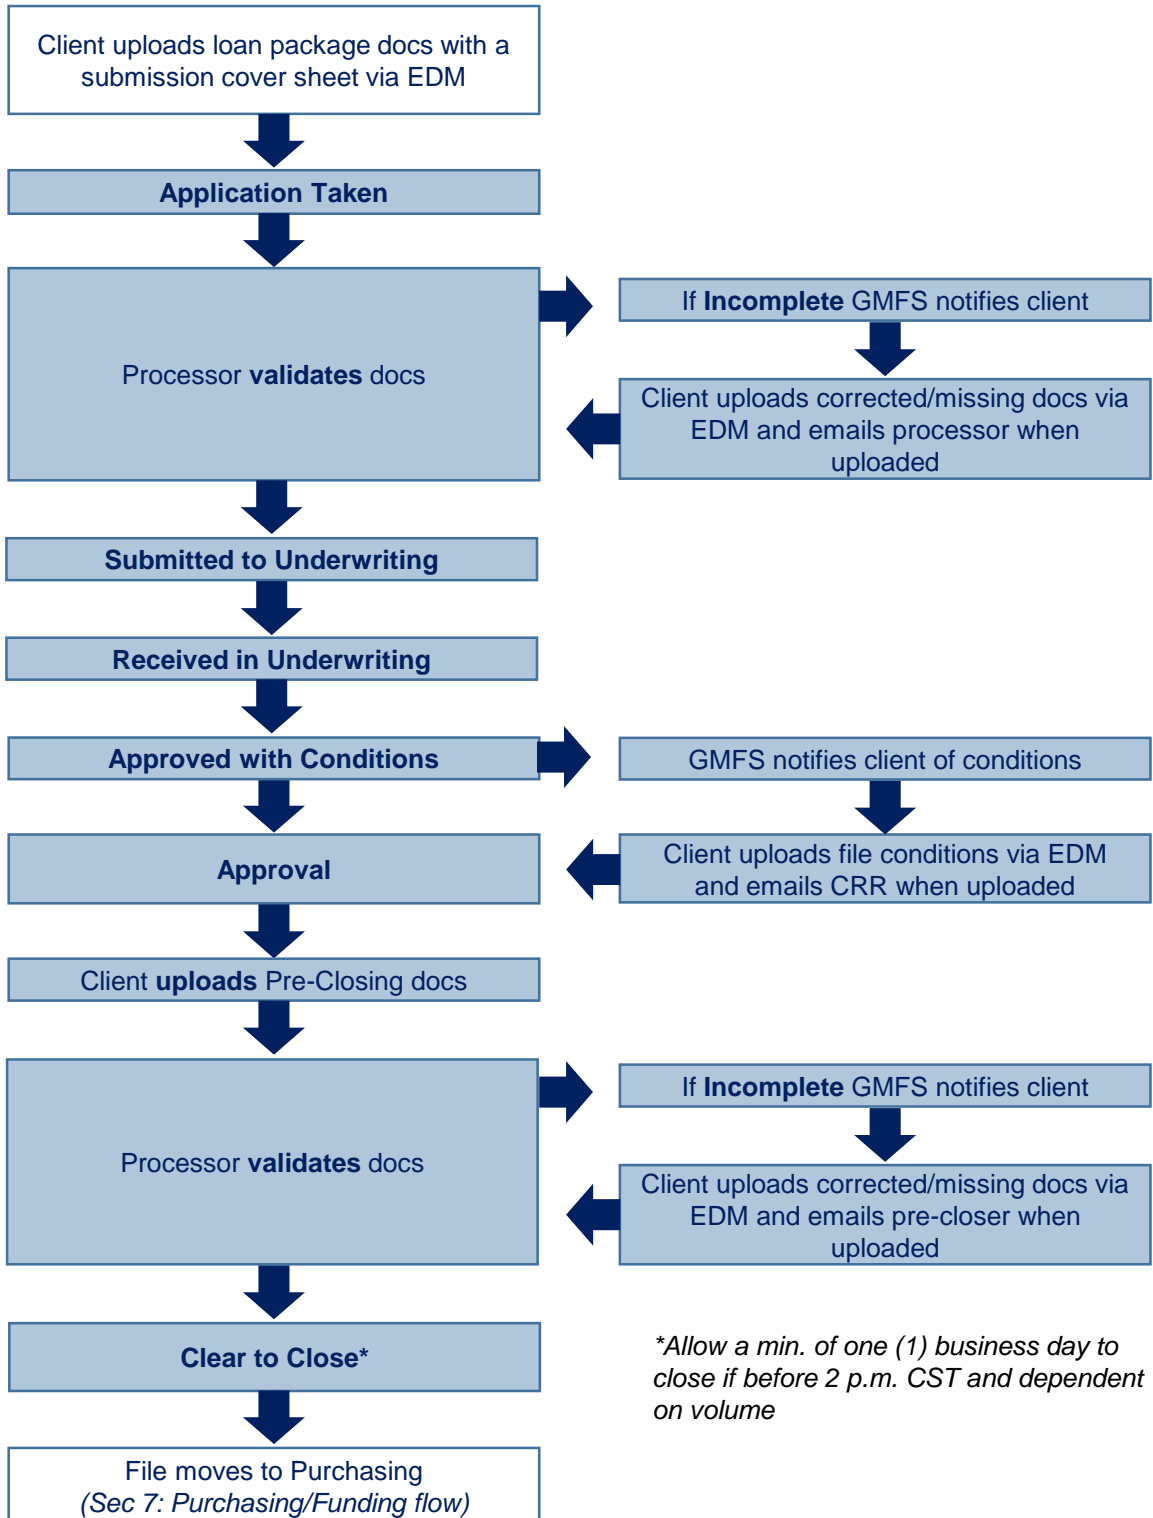 Client uploads loan package docs with a
submission cover sheet via EDM
Application Taken
Processor validates docs
If Incomplete GMFS notifies client
Client uploads corrected/missing docs via
EDM and emails processor when
uploaded
Submitted to Underwriting
Received in Underwriting
Approved with Conditions
GMFS notifies client of conditions
Client uploads file conditions via EDM
and emails CRR when uploaded
Approval
Client uploads Pre-Closing docs
Processor validates docs
If Incomplete GMFS notifies client
Client uploads corrected/missing docs via
EDM and emails pre-closer when
uploaded
Clear to Close*
*Allow a min. of one (1) business day to
close if before 2 p.m. CST and dependent
on volume
File moves to Purchasing
(Sec 7: Purchasing/Funding flow)